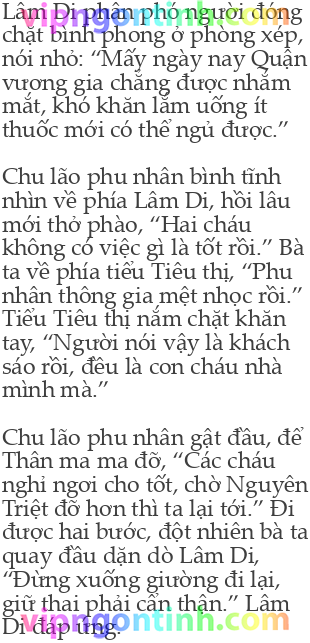 Lâm Di phân phó người đóng
chặt bình phong ở phòng xép,
nói nhỏ: “Mấy ngày nay Quận
vương gia chẳng được nhắm
mắt, khó khăn lắm uống ít
thuốc mới có thể ngủ được.”
Chu lão phu nhân bình tĩnh
nhìn về phía Lâm Di, hồi lâu
mới thở phào, “Hai cháu
không có việc gì là tốt rồi.” Bà
ta về phía tiểu Tiêu thị, “Phu
nhân thông gia mệt nhọc rồi.”
Tiểu Tiêu thị nắm chặt khăn
tay, “Người nói vậy là khách
sáo rồi, đều là con cháu nhà
mình mà.”
Chu lão phu nhân gật đầu, để
Thân ma ma đỡ, “Các cháu
nghỉ ngơi cho tốt, chờ Nguyên
Triệt đỡ hơn thì ta lại tới.” Đi
được hai bước, đột nhiên bà ta
quay đầu dặn dò Lâm Di,
“Đừng xuống giường đi lại,
giữ thai phải cẩn thận.” Lâm
Di đáp ứng.
vipngontinh.com
vipngontinh.com